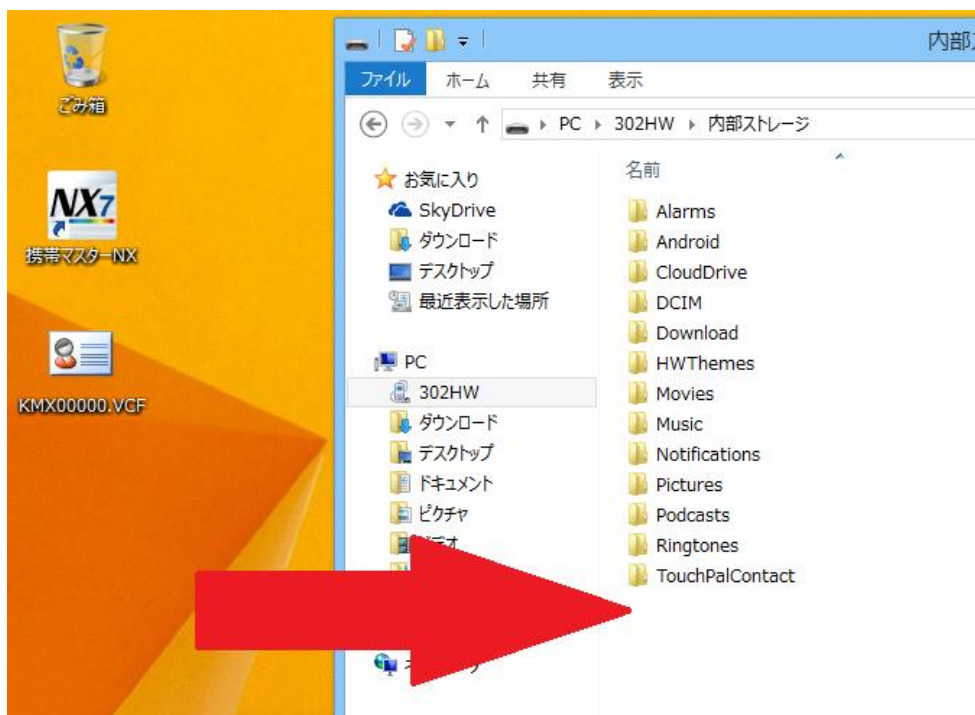 ごみ箱
NX7
携帯マスターNX
KMX00000.VCF
内部
ファイル ホーム 共有 表示
PC 302HW 内部ストレージ
お気に入り
SkyDrive
ダウンロード
デスクトップ
最近表示した場所
PC
302HW
ダウンロード
デスクトップ
ドキュメント
ピクチャ
名前
Alarms
Android
CloudDrive
DCIM
Download
HWThemes
Movies
Music
Notifications
Pictures
Podcasts
Ringtones
TouchPalContact